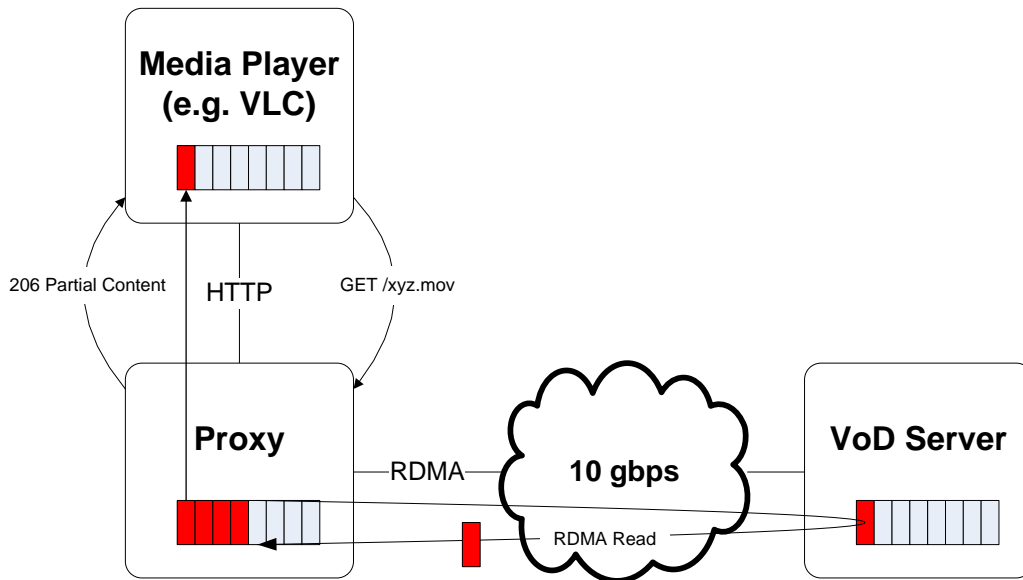 Media Player
(e.g. VLC)
206 Partial Content
HTTP
GET /xyz.mov
Proxy
RDMA
10 gbps
VoD Server
RDMA Read